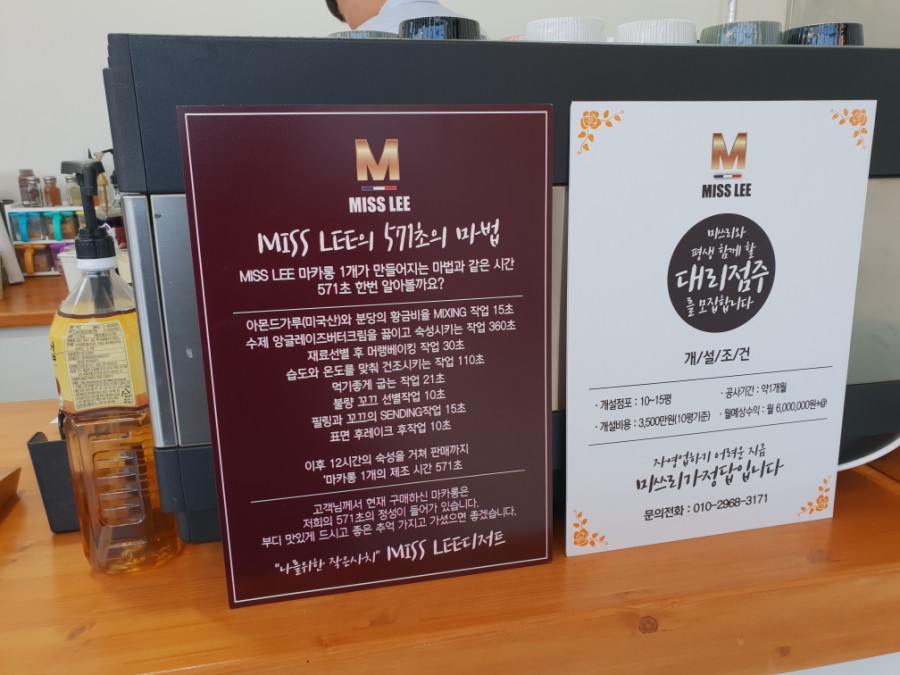 M
MISS LEE
MISS LEE의 571초의 마법
MISS LEE 마카롱 1개가 만들어지는 마법과 같은 시간
571초 한번 알아볼까요?
아몬드가루(미국산)와 분당의 황금비율 MIXING 작업 15초
수제 앙글레이즈버터크림을 끓이고 숙성시키는 작업 360초
재료선별 후 머랭베이킹 작업 30초
습도와 온도를 맞춰 건조시키는 작업 110초
먹기좋게 굽는 작업 21초
불량 꼬끄 선별작업 10초
필링과 꼬끄의 SENDING작업 15초
표면 후레이크 후작업 10초
이후 12시간의 숙성을 거쳐 판매까지
'마카롱 1개의 제조 시간 571초
고객님께서 현재 구매하신 마카롱은
저희의 571초의 정성이 들어가 있습니다.
부디 맛있게 드시고 좋은 추억 가지고 가셨으면 좋겠습니다.
"나를위한 작은사치" MISS LEE디저트
M
MISS LEE
미쓰리와
평생 함께 할
대리점주
를 모집합니다
개/설/조/건
· 개설점포 : 10~15평
· 공사기간 : 약1개월
· 개설비용 : 3,500만원(10평기준)
· 월예상수익 : 월 6,000,000원+@
자영업하기 어려운 지금
미쓰리가정답입니다
문의전화 : 010-2968-3171